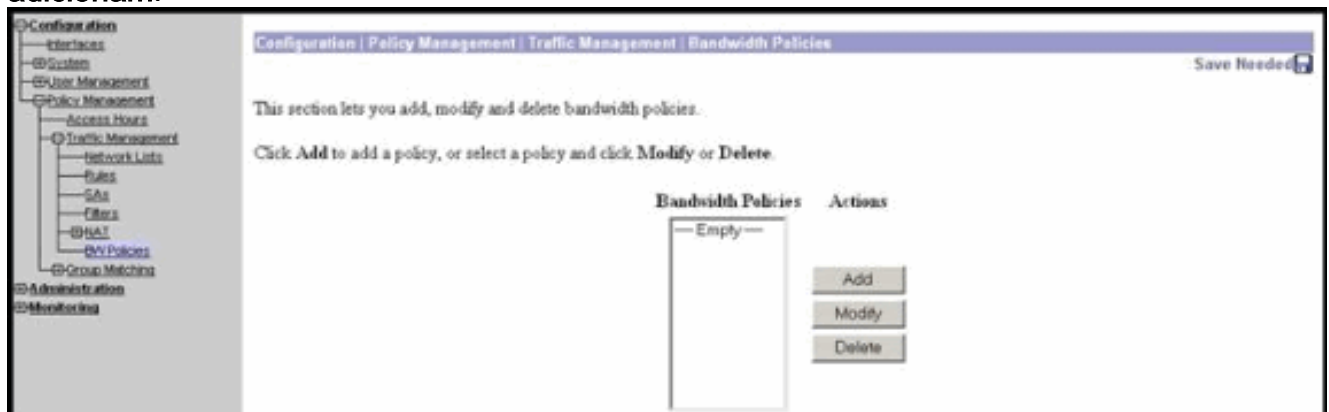 Configuration
Interfaces
System
User Management
Policy Management
Access Hours
Traffic Management
Network Lists
Rules
SAs
Filters
NAT
BW Policies
Group Matching
Administration
Monitoring
Configuration | Policy Management | Traffic Management | Bandwidth Policies
Save Needed
This section lets you add, modify and delete bandwidth policies.
Click Add to add a policy, or select a policy and click Modify or Delete.
Bandwidth Policies Actions
—Empty—
Add
Modify
Delete